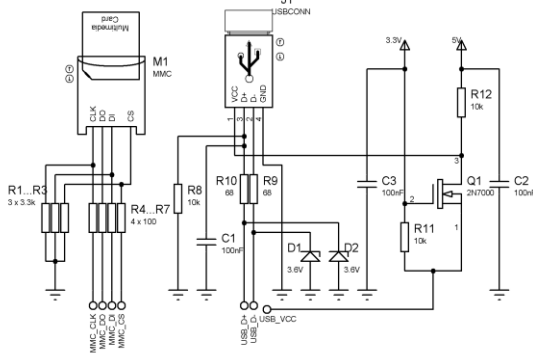 J1
USBCONN
Multimedia
Card
M1
MMC
CLK
DO
DI
CS
VCC
D+
D-
GND
1
3
2
4
3.3V
5V
R12
10k
R1...R3
3 x 3.3k
R4...R7
4 x 100
R8
10k
R10
68
R9
68
C1
100nF
D1
3.6V
D2
3.6V
C3
100nF
2
3
1
Q1
2N7000
R11
10k
C2
100nF
MMC_CLK
MMC_DO
MMC_DI
MMC_CS
USB_D+
USB_D-
USB_VCC